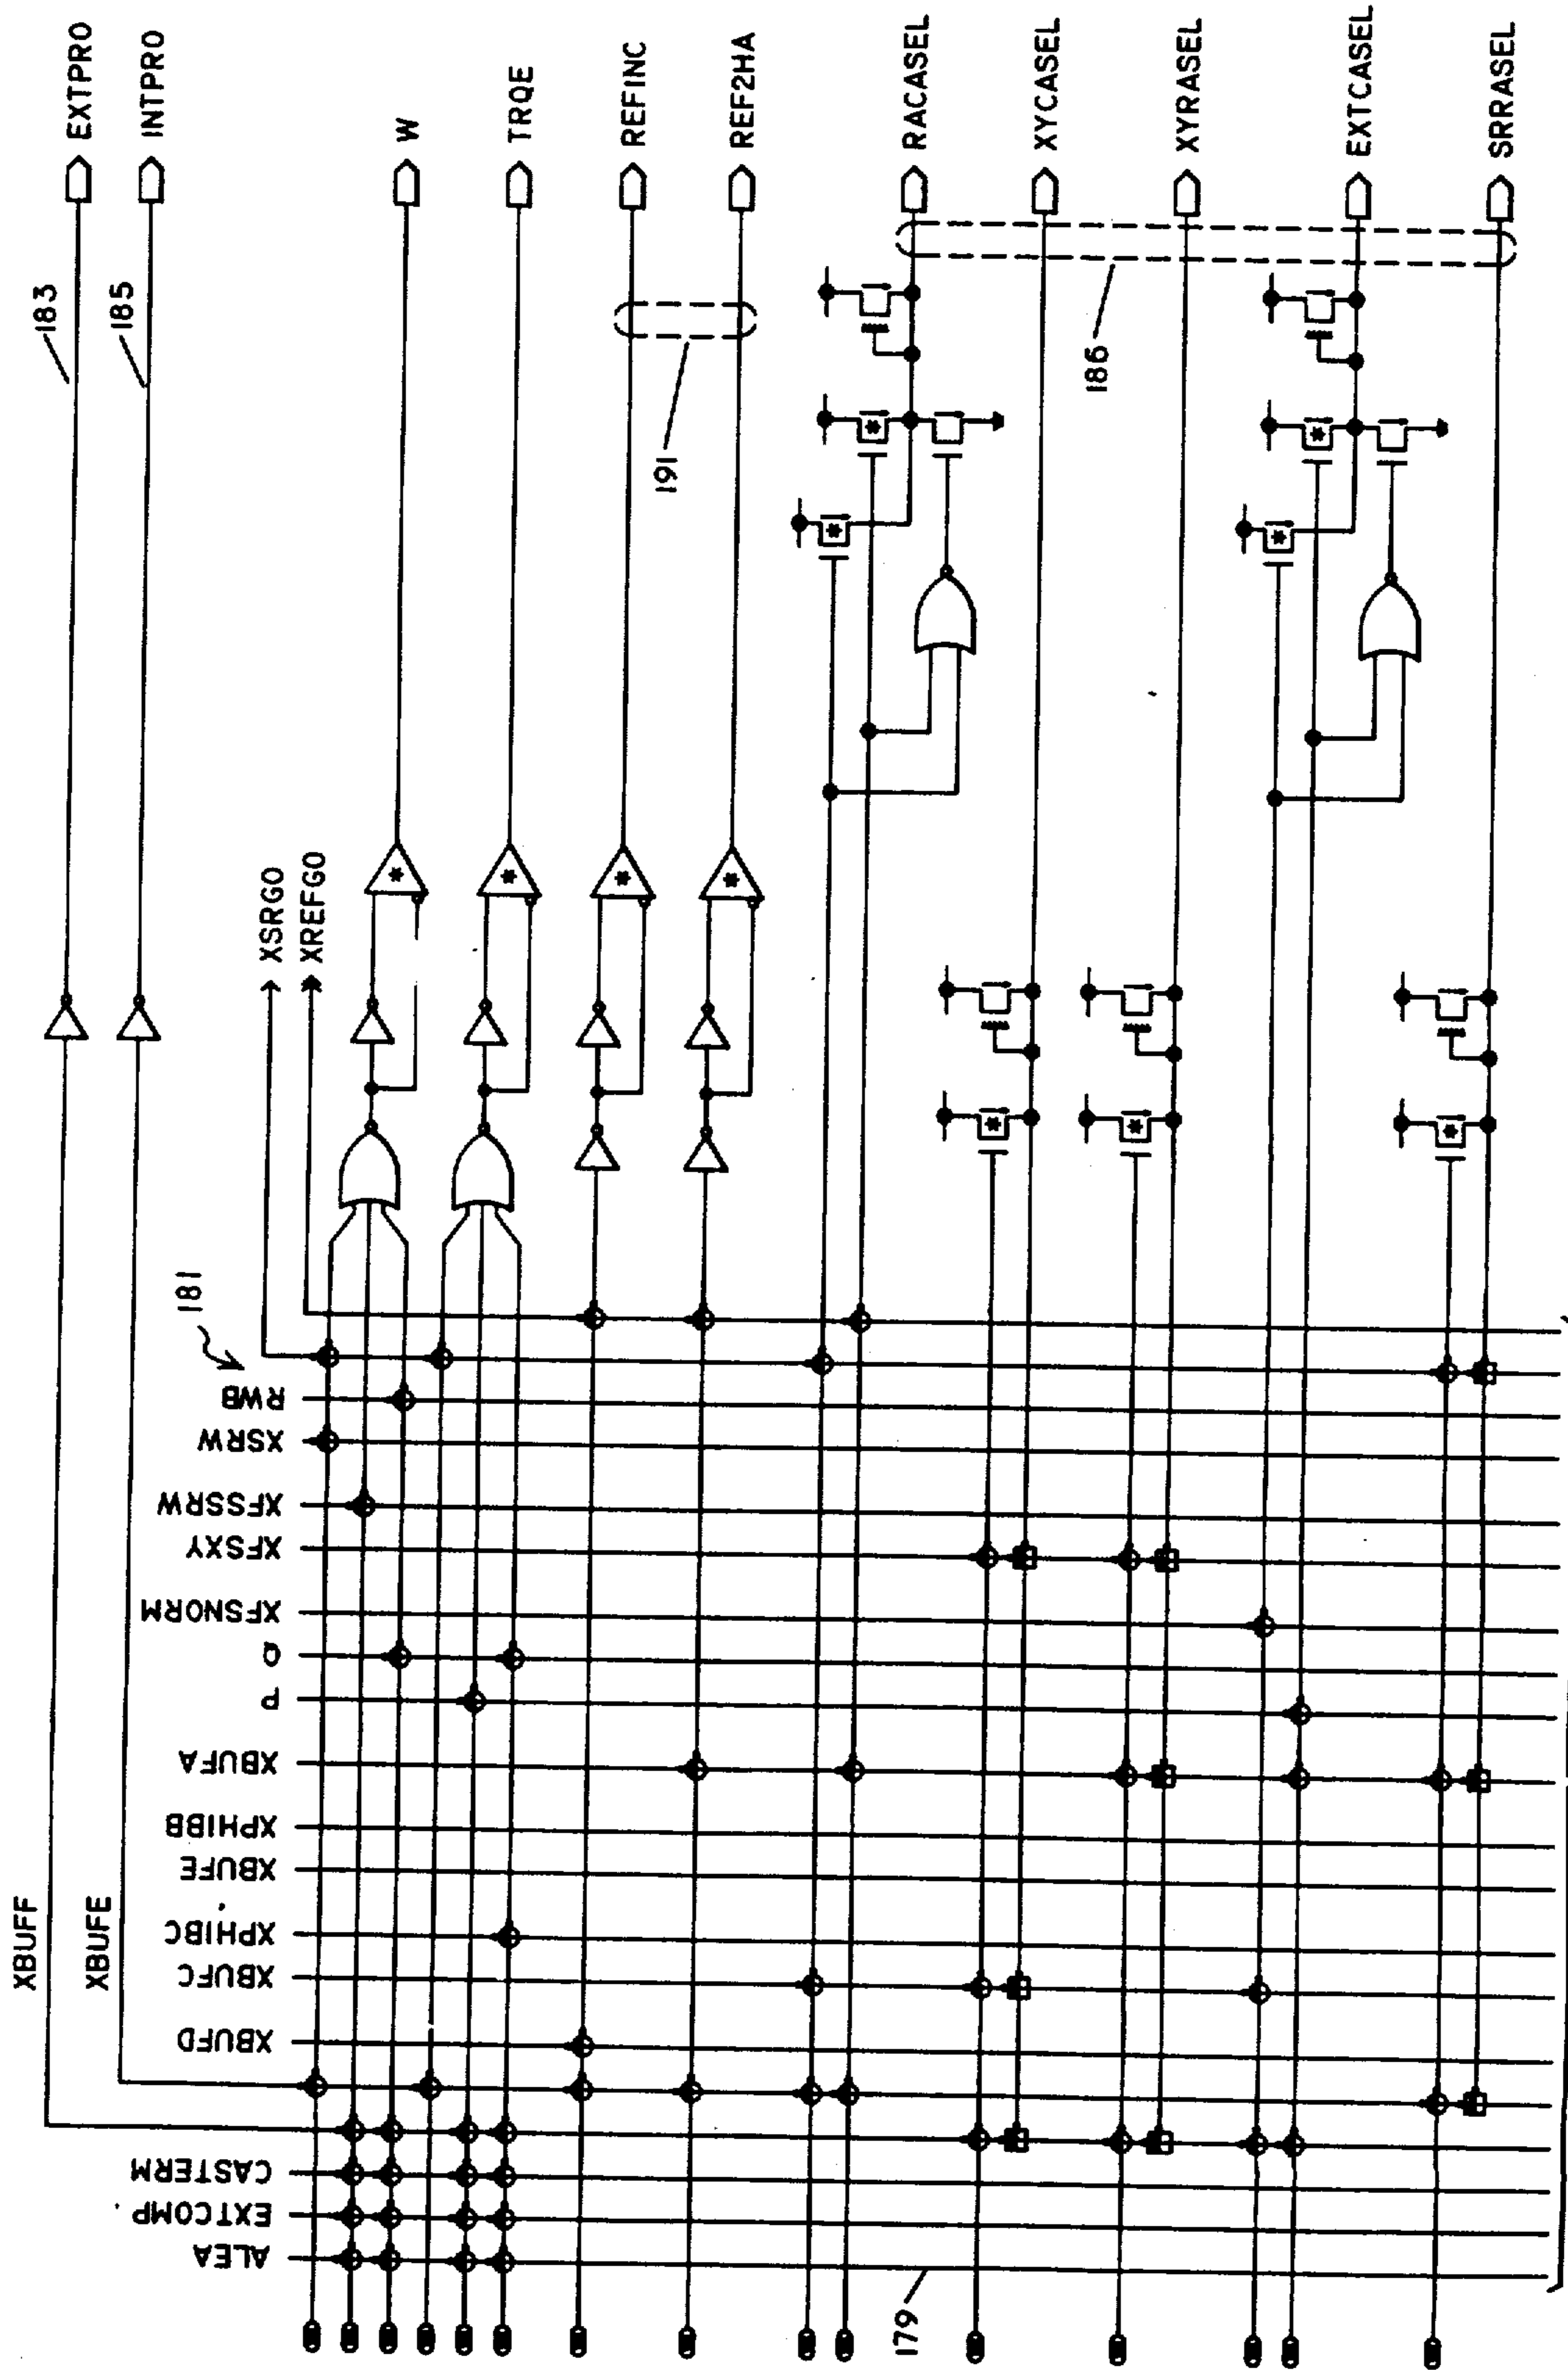 183
EXTPRO
185
INTPRO
W
TRQE
REFINC
REF2HA
191
RACASEL
XYCASEL
XYRASEL
186
EXTCASEL
SRRASEL
XSRGO
XREFGO
181
RWB
XSRW
XFSSRW
XFSXY
XFSNORM
Q
P
XBUFA
XPHIBB
XBUFE
XPHIBC
XBUFC
XBUFD
XBUFF
XBUFE
CASTERM
EXTCOMP
ALEA
179
*
*
*
*
*
*
*
*
*
*
*